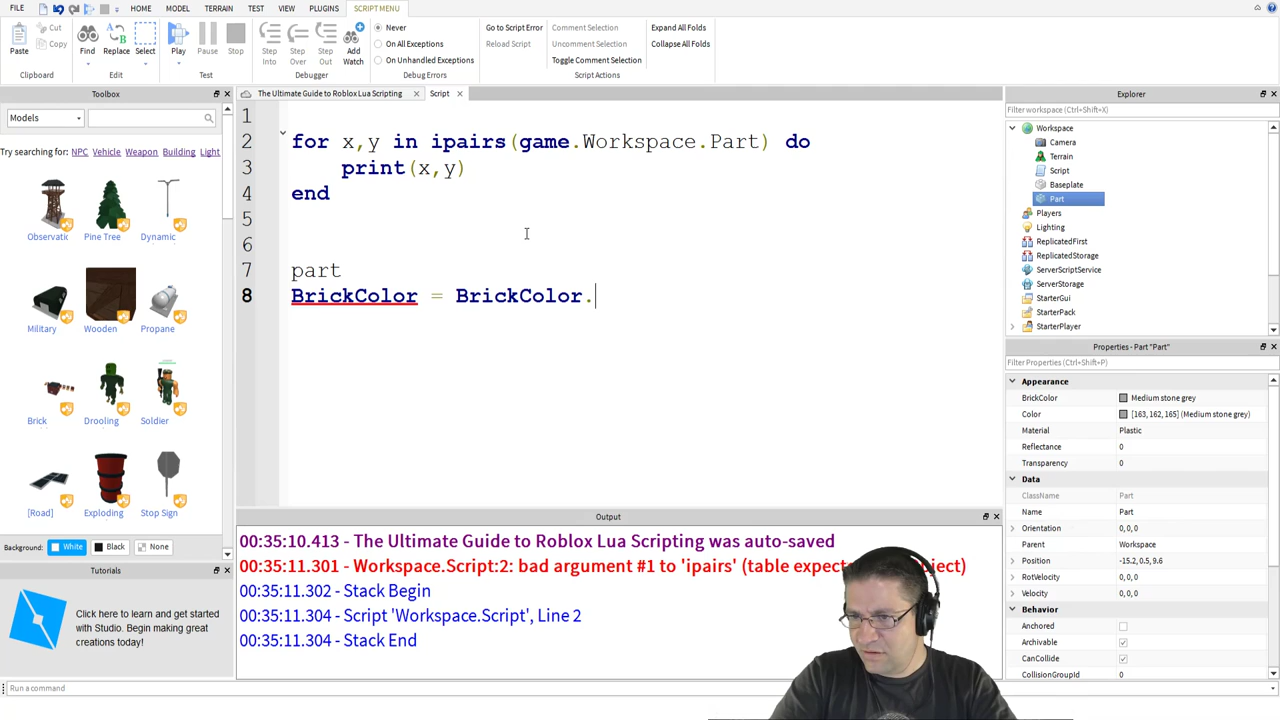 FILE HOME MODEL TERRAIN TEST VIEW PLUGINS SCRIPT MENU
Paste Cut Copy Clipboard
Find Replace Select Edit
Play Pause Stop Test
Step Into Step Over Step Out Add Watch Debugger
Never
On All Exceptions
On Unhandled Exceptions
Debug Errors
Go to Script Error Comment Selection Expand All Folds
Reload Script Uncomment Selection Collapse All Folds
Toggle Comment Selection
Script Actions
Toolbox
Models
Try searching for: NPC Vehicle Weapon Building Light
Observatic Pine Tree Dynamic
Military Wooden Propane
Brick Drooling Soldier
[Road] Exploding Stop Sign
Background: White Black None
Tutorials
Click here to learn and get started
with Studio. Begin making great
creations today!
Run a command
The Ultimate Guide to Roblox Lua Scripting × Script ×
1
2 for x,y in ipairs(game.Workspace.Part) do
3 print(x,y)
4 end
5
6
7 part
8 BrickColor = BrickColor.
Output
00:35:10.413 - The Ultimate Guide to Roblox Lua Scripting was auto-saved
00:35:11.301 - Workspace.Script:2: bad argument #1 to 'ipairs' (table expecte
ject)
00:35:11.302 - Stack Begin
00:35:11.304 - Script 'Workspace.Script', Line 2
00:35:11.304 - Stack End
Explorer
Filter workspace (Ctrl+Shift+X)
Workspace
Camera
Terrain
Script
Baseplate
Part
Players
Lighting
ReplicatedFirst
ReplicatedStorage
ServerScriptService
ServerStorage
StarterGui
StarterPack
StarterPlayer
Properties - Part "Part"
Filter Properties (Ctrl+Shift+P)
Appearance
BrickColor Medium stone grey
Color [163, 162, 165] (Medium stone grey)
Material Plastic
Reflectance 0
Transparency 0
Data
ClassName Part
Name Part
Orientation 0, 0, 0
Parent Workspace
Position -15.2, 0.5, 9.6
RotVelocity 0, 0, 0
Velocity 0, 0, 0
Behavior
Anchored
Archivable
CanCollide
CollisionGroupId 0